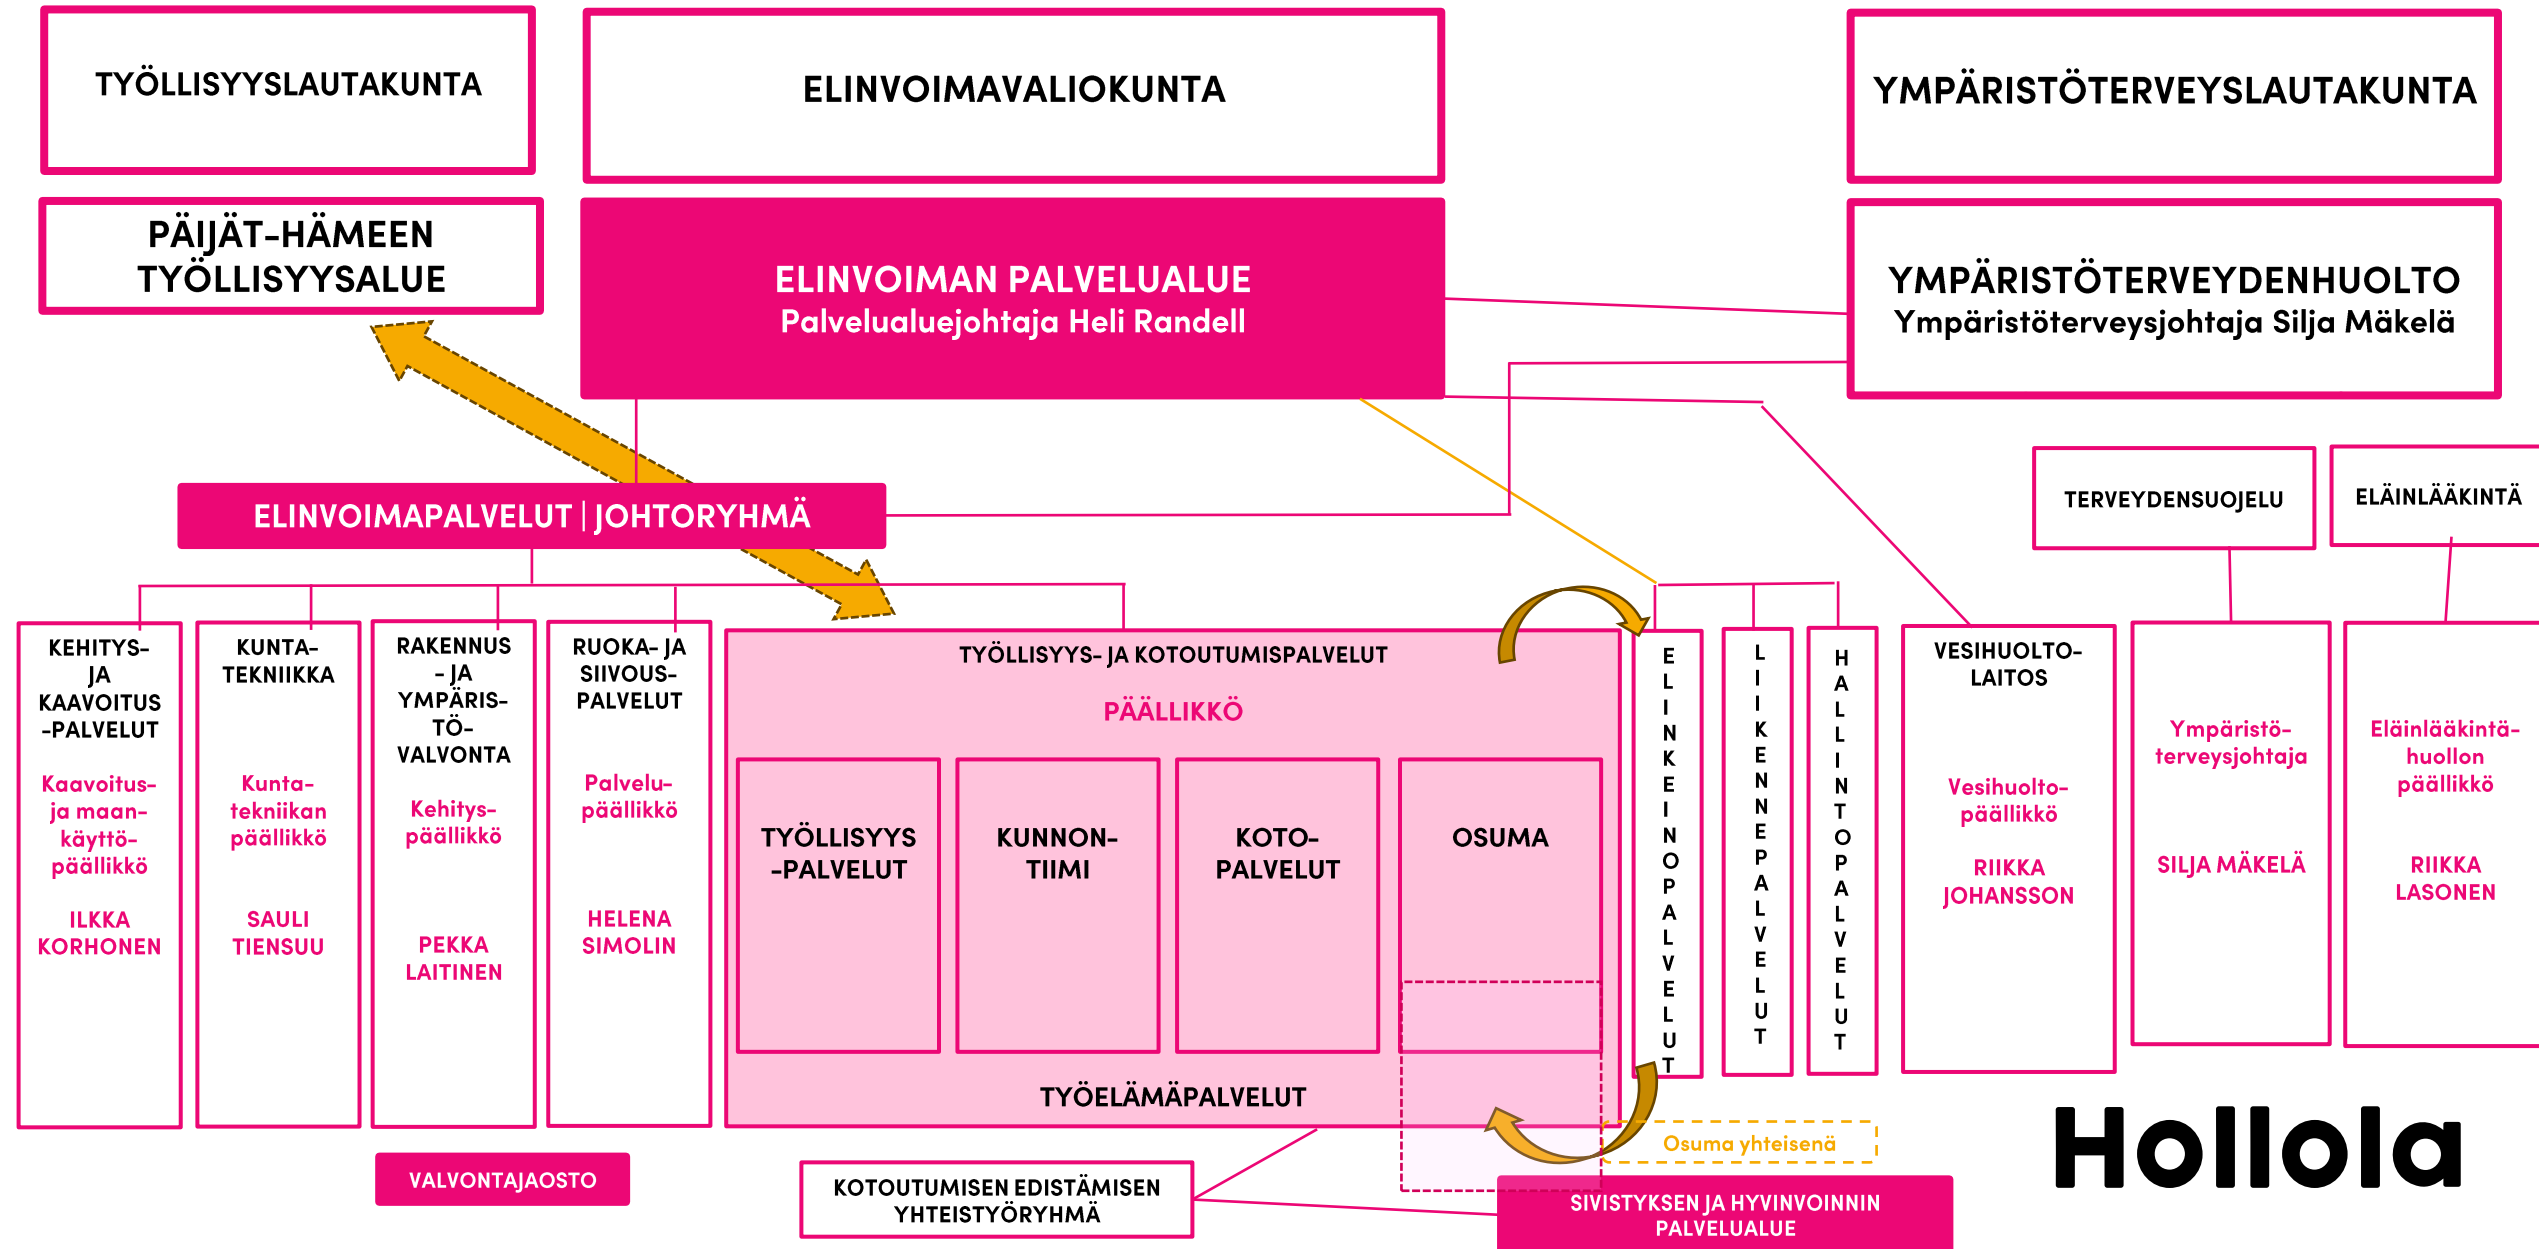 TYÖLLISYYSLAUTAKUNTA
ELINVOIMAVALIOKUNTA
YMPÄRISTÖTERVEYSLAUTAKUNTA
PÄIJÄT-HÄMEEN
TYÖLLISYYSALUE
ELINVOIMAN PALVELUALUE
Palvelualuejohtaja Heli Randell
YMPÄRISTÖTERVEYDENHUOLTO
Ympäristöterveysjohtaja Silja Mäkelä
ELINVOIMAPALVELUT | JOHTORYHMÄ
TERVEYDENSUOJELU
ELÄINLÄÄKINTÄ
KEHITYS-
JA
KAAVOITUS
-PALVELUT
Kaavoitus-
ja maan-
käyttö-
päällikkö
ILKKA
KORHONEN
KUNTA-
TEKNIIKKA
Kunta-
tekniikan
päällikkö
SAULI
TIENSUU
RAKENNUS
- JA
YMPÄRIS-
TÖ-
VALVONTA
Kehitys-
päällikkö
PEKKA
LAITINEN
RUOKA- JA
SIIVOUS-
PALVELUT
Palvelu-
päällikkö
HELENA
SIMOLIN
TYÖLLISYYS- JA KOTOUTUMISPALVELUT
PÄÄLLIKKÖ
TYÖLLISYYS
-PALVELUT
KUNNON-
TIIMI
KOTO-
PALVELUT
OSUMA
TYÖELÄMÄPALVELUT
ELINKEINOPALVELUT
LIIKENNEPALVELUT
HALLINTOPALVELUT
VESIHUOLTO-
LAITOS
Vesihuolto-
päällikkö
RIIKKA
JOHANSSON
Ympäristö-
terveysjohtaja
SILJA MÄKELÄ
Eläinlääkintä-
huollon
päällikkö
RIIKKA
LASONEN
VALVONTAJAOSTO
KOTOUTUMISEN EDISTÄMISEN
YHTEISTYÖRYHMÄ
Osuma yhteisenä
SIVISTYKSEN JA HYVINVOINNIN
PALVELUALUE
Hollola